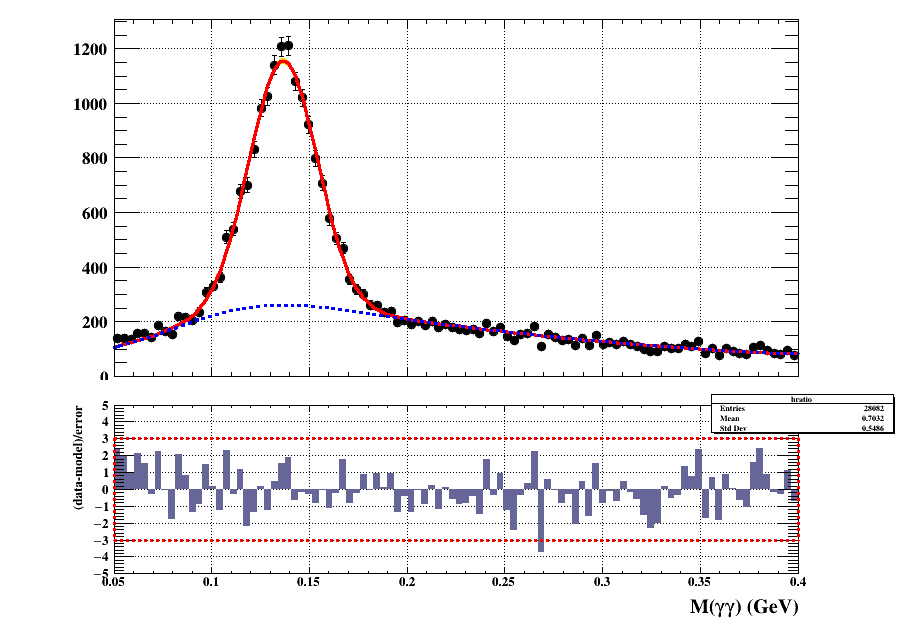 1200
1000
800
600
400
200
0
hratio
Entries 28082
Mean 0.7032
Std Dev 0.5486
(data-model)/error
5
4
3
2
1
0
−1
−2
−3
−4
−5
0.05 0.1 0.15 0.2 0.25 0.3 0.35 0.4
M(γγ) (GeV)